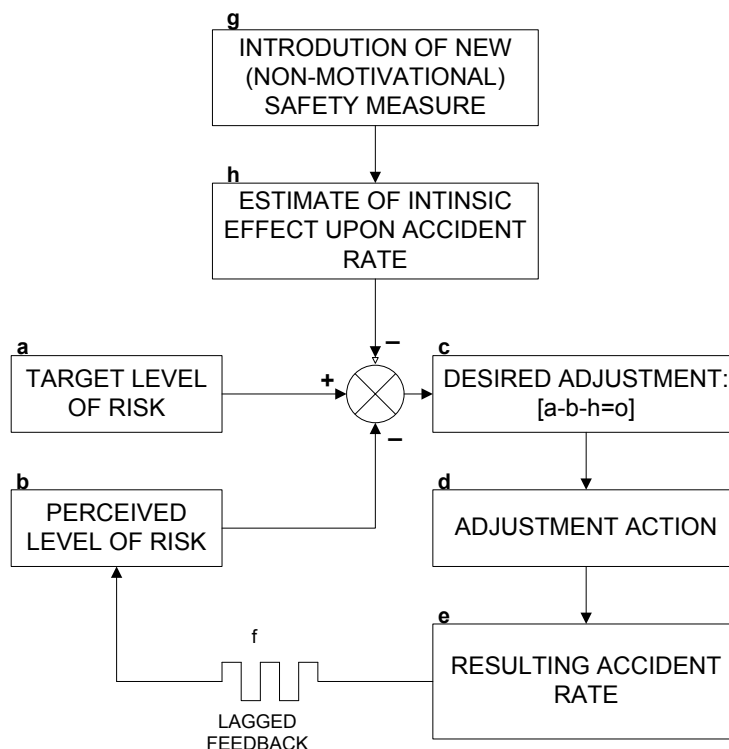 g
INTRODUTION OF NEW
(NON-MOTIVATIONAL)
SAFETY MEASURE
h
ESTIMATE OF INTINSIC
EFFECT UPON ACCIDENT
RATE
–
a
TARGET LEVEL
OF RISK
+
c
DESIRED ADJUSTMENT:
[a-b-h=o]
–
b
PERCEIVED
LEVEL OF RISK
d
ADJUSTMENT ACTION
e
RESULTING ACCIDENT
RATE
f
LAGGED
FEEDBACK